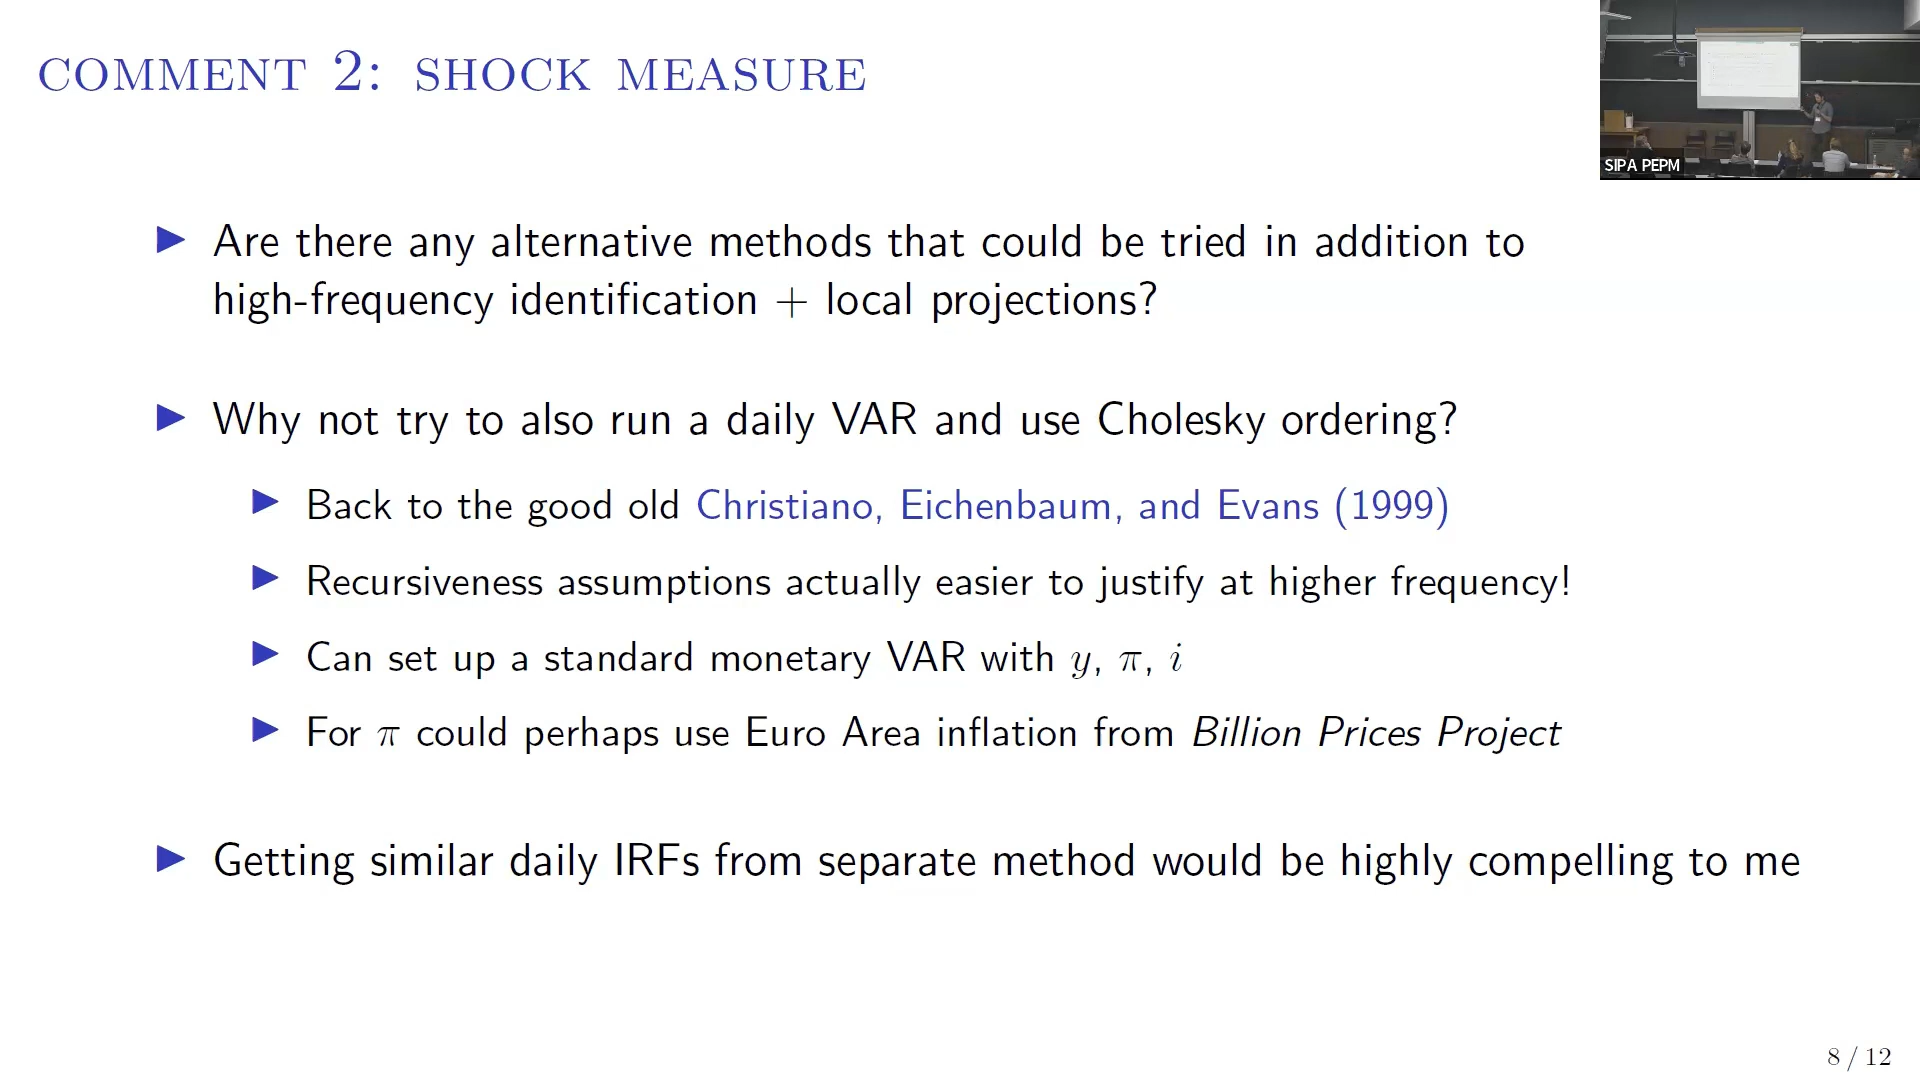 COMMENT 2: SHOCK MEASURE
SIPA PEPM
Are there any alternative methods that could be tried in addition to
high-frequency identification + local projections?
Why not try to also run a daily VAR and use Cholesky ordering?
Back to the good old Christiano, Eichenbaum, and Evans (1999)
Recursiveness assumptions actually easier to justify at higher frequency!
Can set up a standard monetary VAR with y, π, i
For π could perhaps use Euro Area inflation from Billion Prices Project
Getting similar daily IRFs from separate method would be highly compelling to me
8 / 12